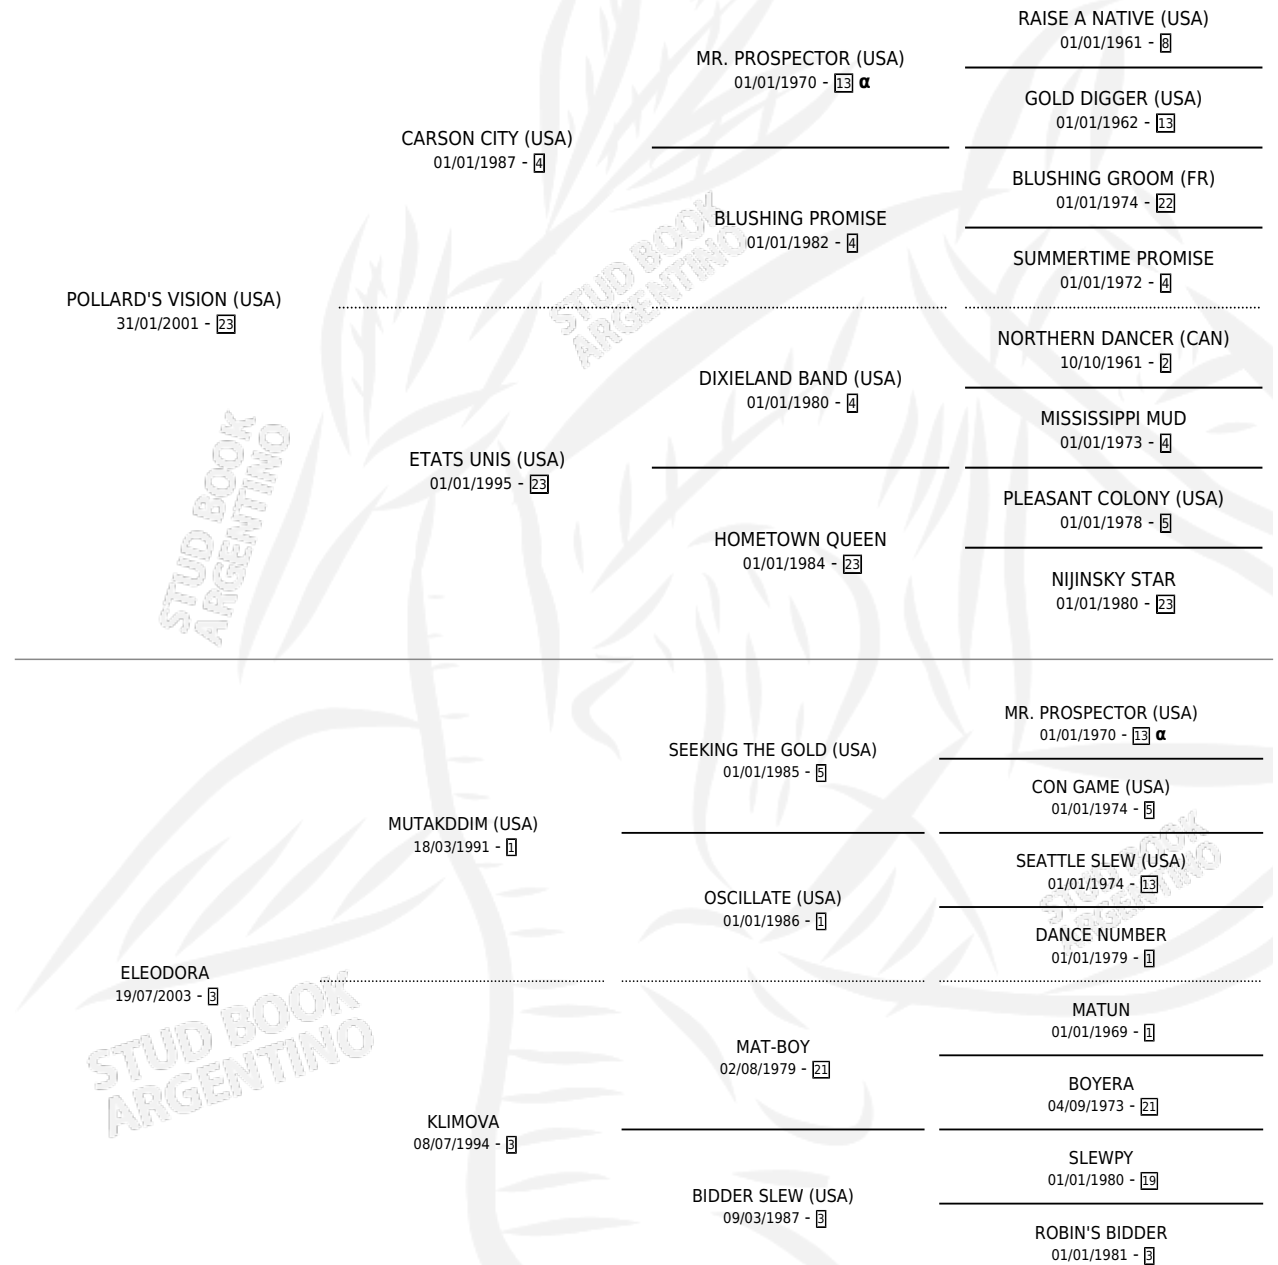 RAISE A NATIVE (USA)
01/01/1961 - 8
MR. PROSPECTOR (USA)
01/01/1970 - 13 α
GOLD DIGGER (USA)
01/01/1962 - 13
CARSON CITY (USA)
01/01/1987 - 4
BLUSHING GROOM (FR)
01/01/1974 - 22
BLUSHING PROMISE
01/01/1982 - 4
SUMMERTIME PROMISE
01/01/1972 - 4
POLLARD'S VISION (USA)
31/01/2001 - 23
NORTHERN DANCER (CAN)
10/10/1961 - 2
DIXIELAND BAND (USA)
01/01/1980 - 4
MISSISSIPPI MUD
01/01/1973 - 4
ETATS UNIS (USA)
01/01/1995 - 23
PLEASANT COLONY (USA)
01/01/1978 - 5
HOMETOWN QUEEN
01/01/1984 - 23
NIJINSKY STAR
01/01/1980 - 23
MR. PROSPECTOR (USA)
01/01/1970 - 13 α
SEEKING THE GOLD (USA)
01/01/1985 - 5
CON GAME (USA)
01/01/1974 - 5
MUTAKDDIM (USA)
18/03/1991 - 1
SEATTLE SLEW (USA)
01/01/1974 - 13
OSCILLATE (USA)
01/01/1986 - 1
DANCE NUMBER
01/01/1979 - 1
ELEODORA
19/07/2003 - 3
MATUN
01/01/1969 - 1
MAT-BOY
02/08/1979 - 21
BOYERA
04/09/1973 - 21
KLIMOVA
08/07/1994 - 3
SLEWPY
01/01/1980 - 19
BIDDER SLEW (USA)
09/03/1987 - 3
ROBIN'S BIDDER
01/01/1981 - 3
STUD BOOK
ARGENTINO
STUD BOOK
ARGENTINO
STUD BOOK
ARGENTINO
STUD BOOK
ARGENTINO